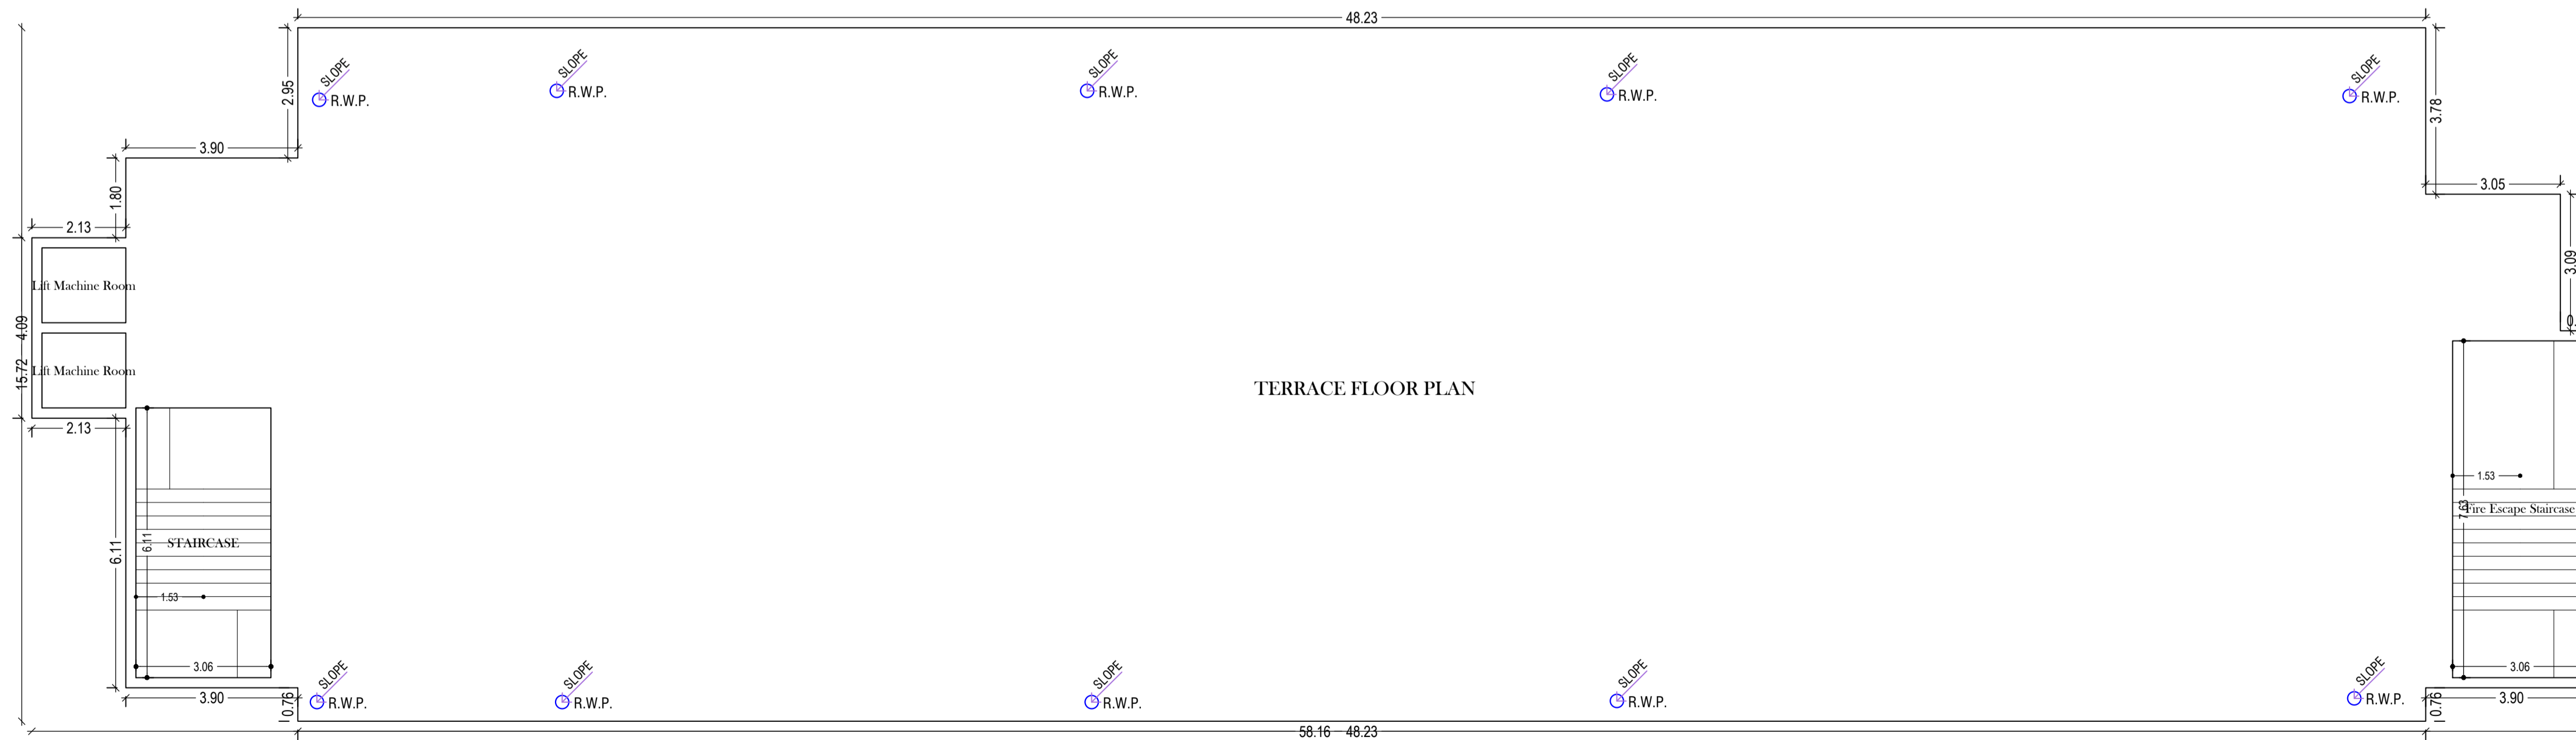 48.23
SLOPE
R.W.P.
SLOPE
R.W.P.
SLOPE
R.W.P.
SLOPE
R.W.P.
SLOPE
R.W.P.
2.95
3.78
3.90
3.05
1.80
2.13
3.09
Lift Machine Room
4.09
15.72
Lift Machine Room
TERRACE FLOOR PLAN
2.13
1.53
7.63
Fire Escape Staircase
6.11
6.11
STAIRCASE
1.53
3.06
3.06
SLOPE
R.W.P.
SLOPE
R.W.P.
SLOPE
R.W.P.
SLOPE
R.W.P.
SLOPE
R.W.P.
3.90
0.76
0.76
3.90
58.16
48.23